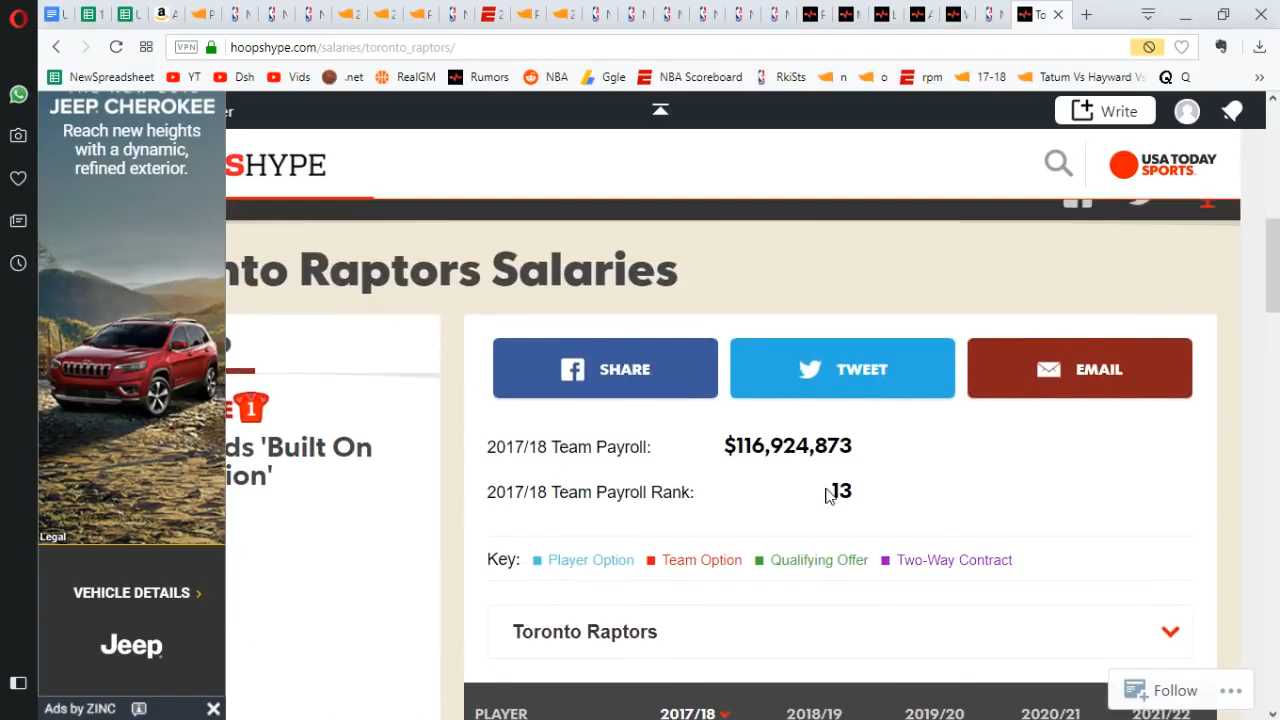 hoopshype.com/salaries/toronto_raptors/
VPN
NewSpreadsheet YT Dsh Vids .net RealGM Rumors NBA Ggle NBA Scoreboard RkiSts n o rpm 17-18 Tatum Vs Hayward Vs Q
JEEP CHEROKEE
Reach new heights
with a dynamic,
refined exterior.
Legal
VEHICLE DETAILS
Jeep
Ads by ZINC
er
Write
SHYPE
USA TODAY
SPORTS
nto Raptors Salaries
ds 'Built On
ion'
SHARE
TWEET
EMAIL
2017/18 Team Payroll: $116,924,873
2017/18 Team Payroll Rank: 13
Key: Player Option Team Option Qualifying Offer Two-Way Contract
Toronto Raptors
Follow
PLAYER 2017/18 2018/19 2019/20 2020/21 2021/22